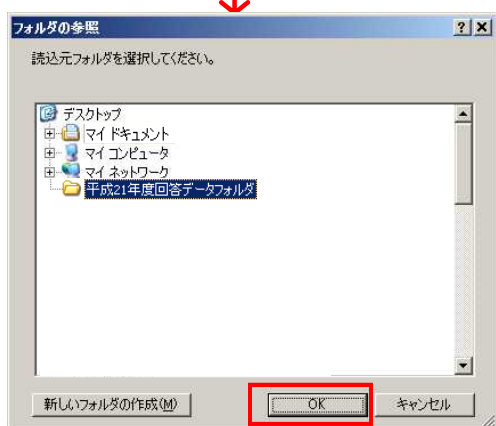 フォルダの参照
読込元フォルダを選択してください。
デスクトップ
マイ ドキュメント
マイ コンピュータ
マイ ネットワーク
平成21年度回答データフォルダ
新しいフォルダの作成(M)
OK
キャンセル